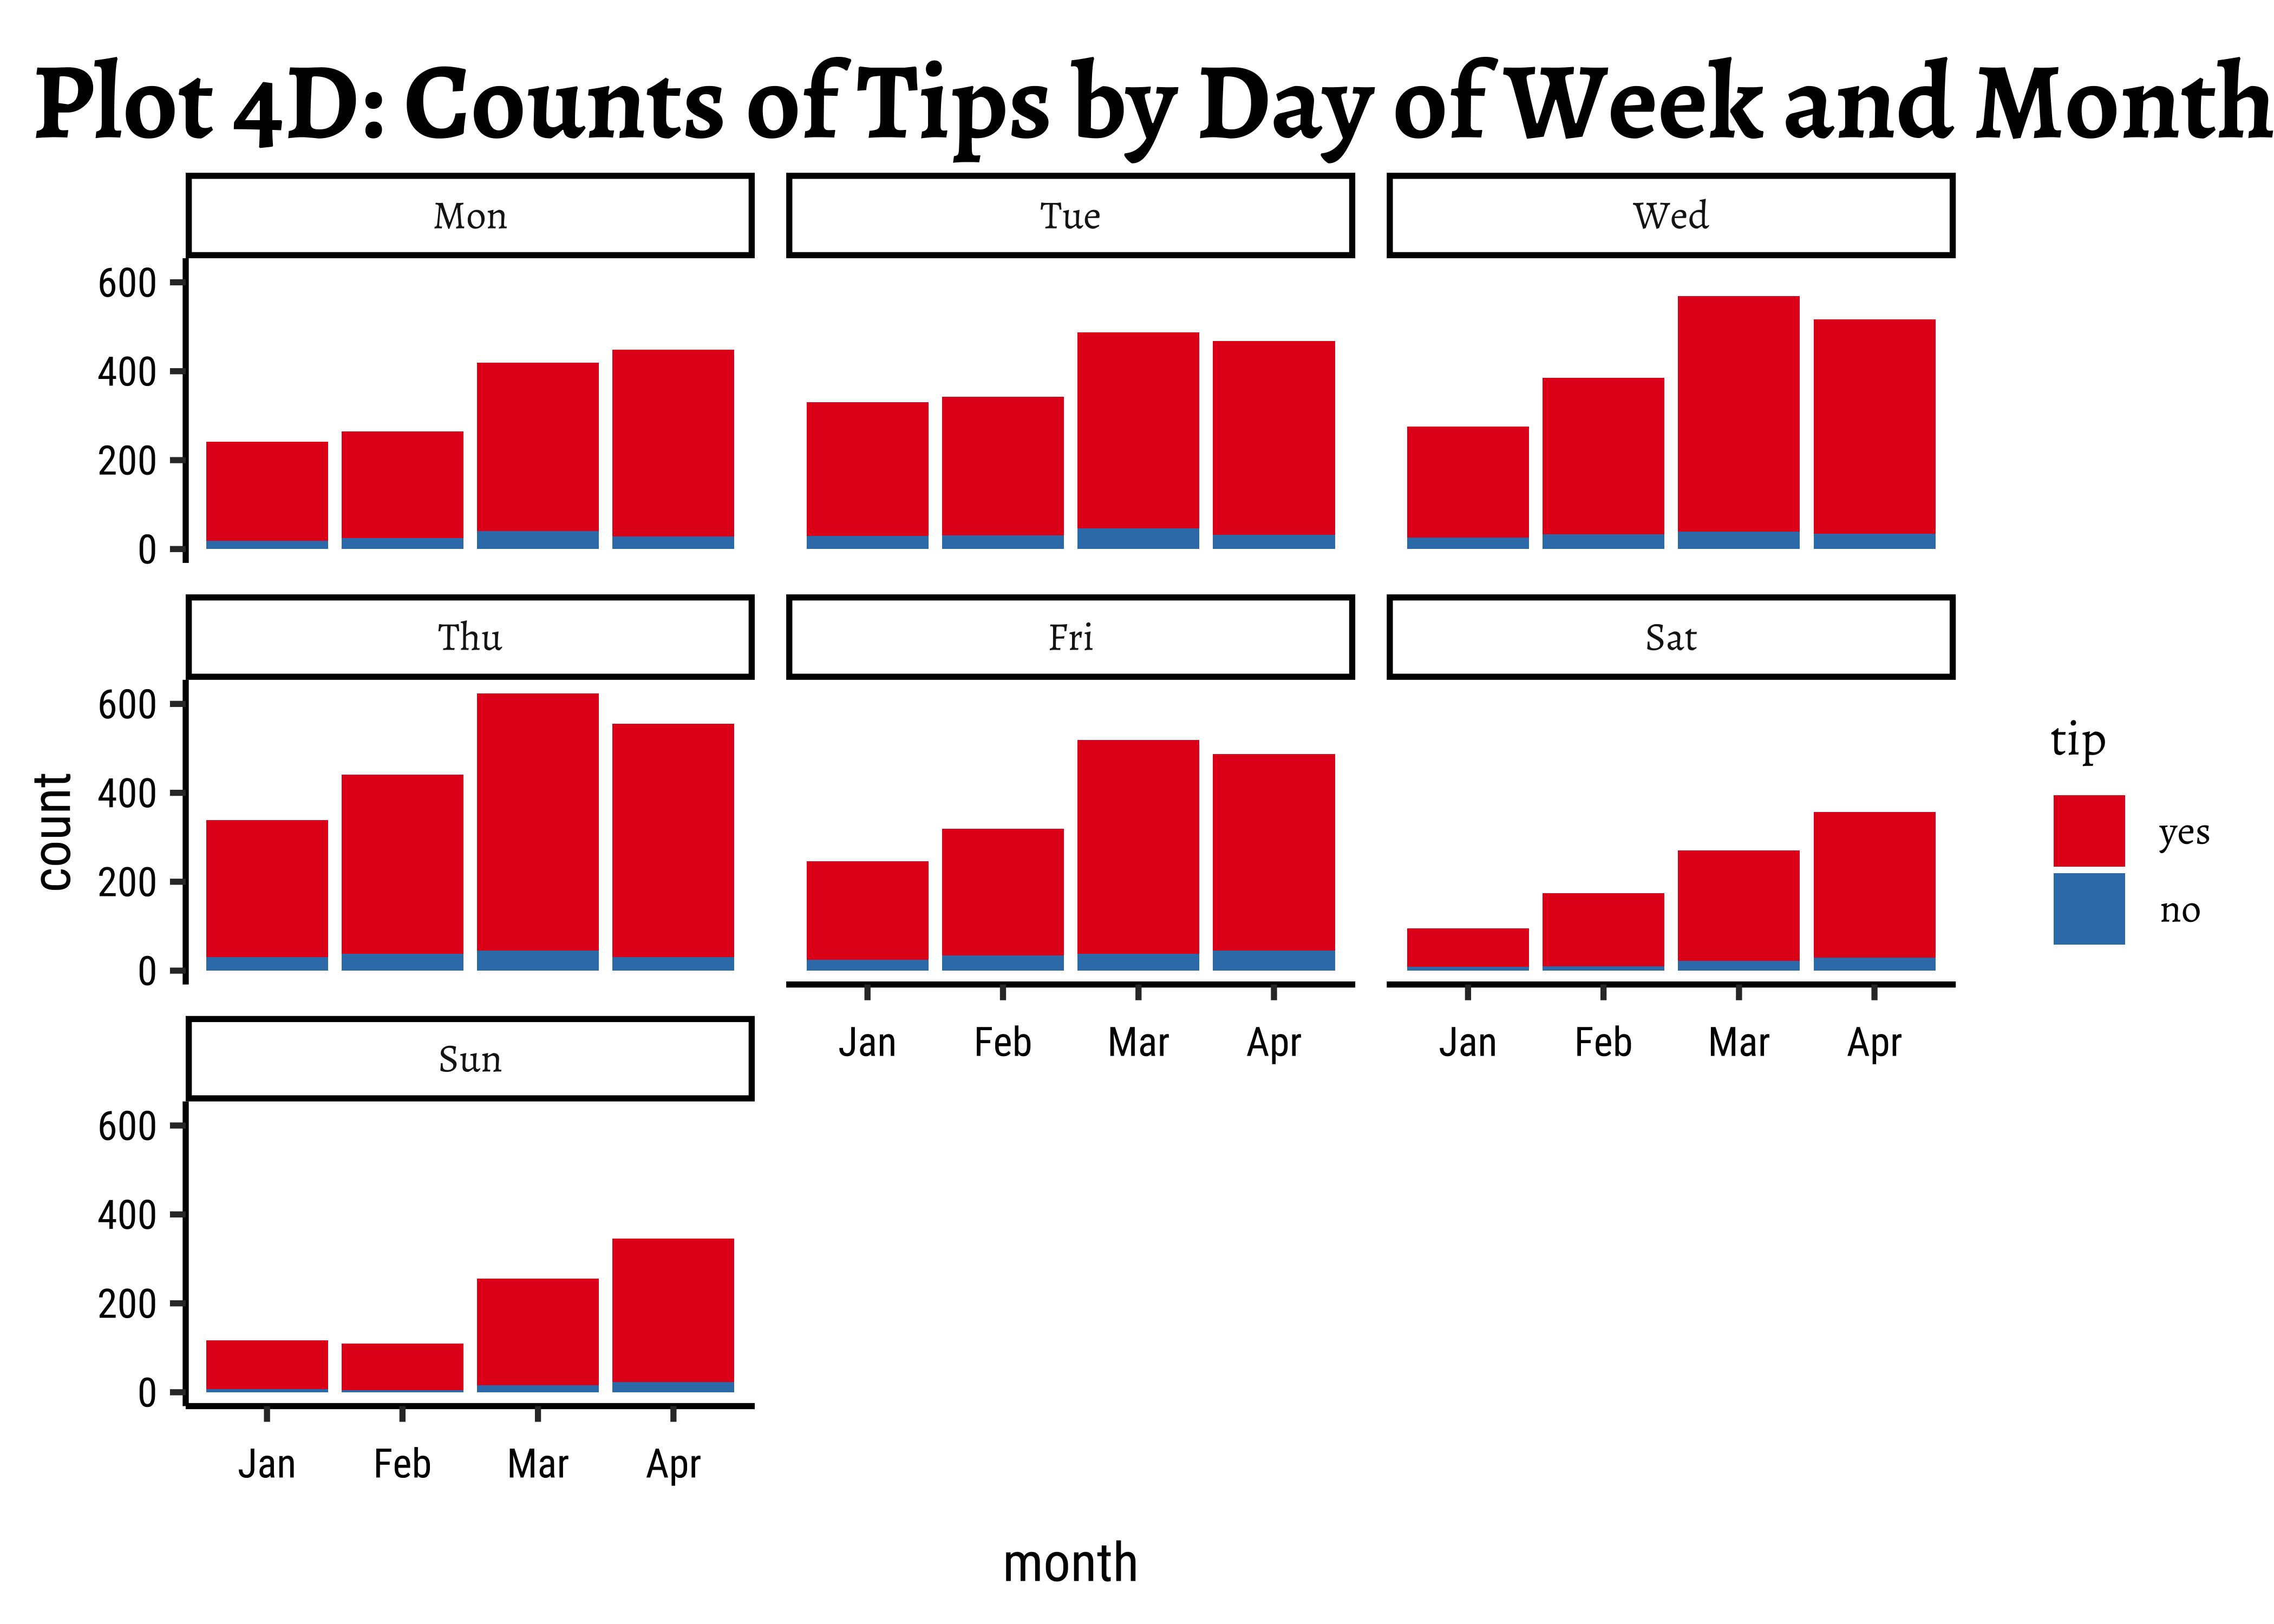 Plot 4D: Counts of Tips by Day of Week and Month
Mon
Tue
Wed
600
400
200
0
Thu
Fri
Sat
600
400
200
0
count
Jan Feb Mar Apr
Jan Feb Mar Apr
tip
yes
no
Sun
600
400
200
0
Jan Feb Mar Apr
month